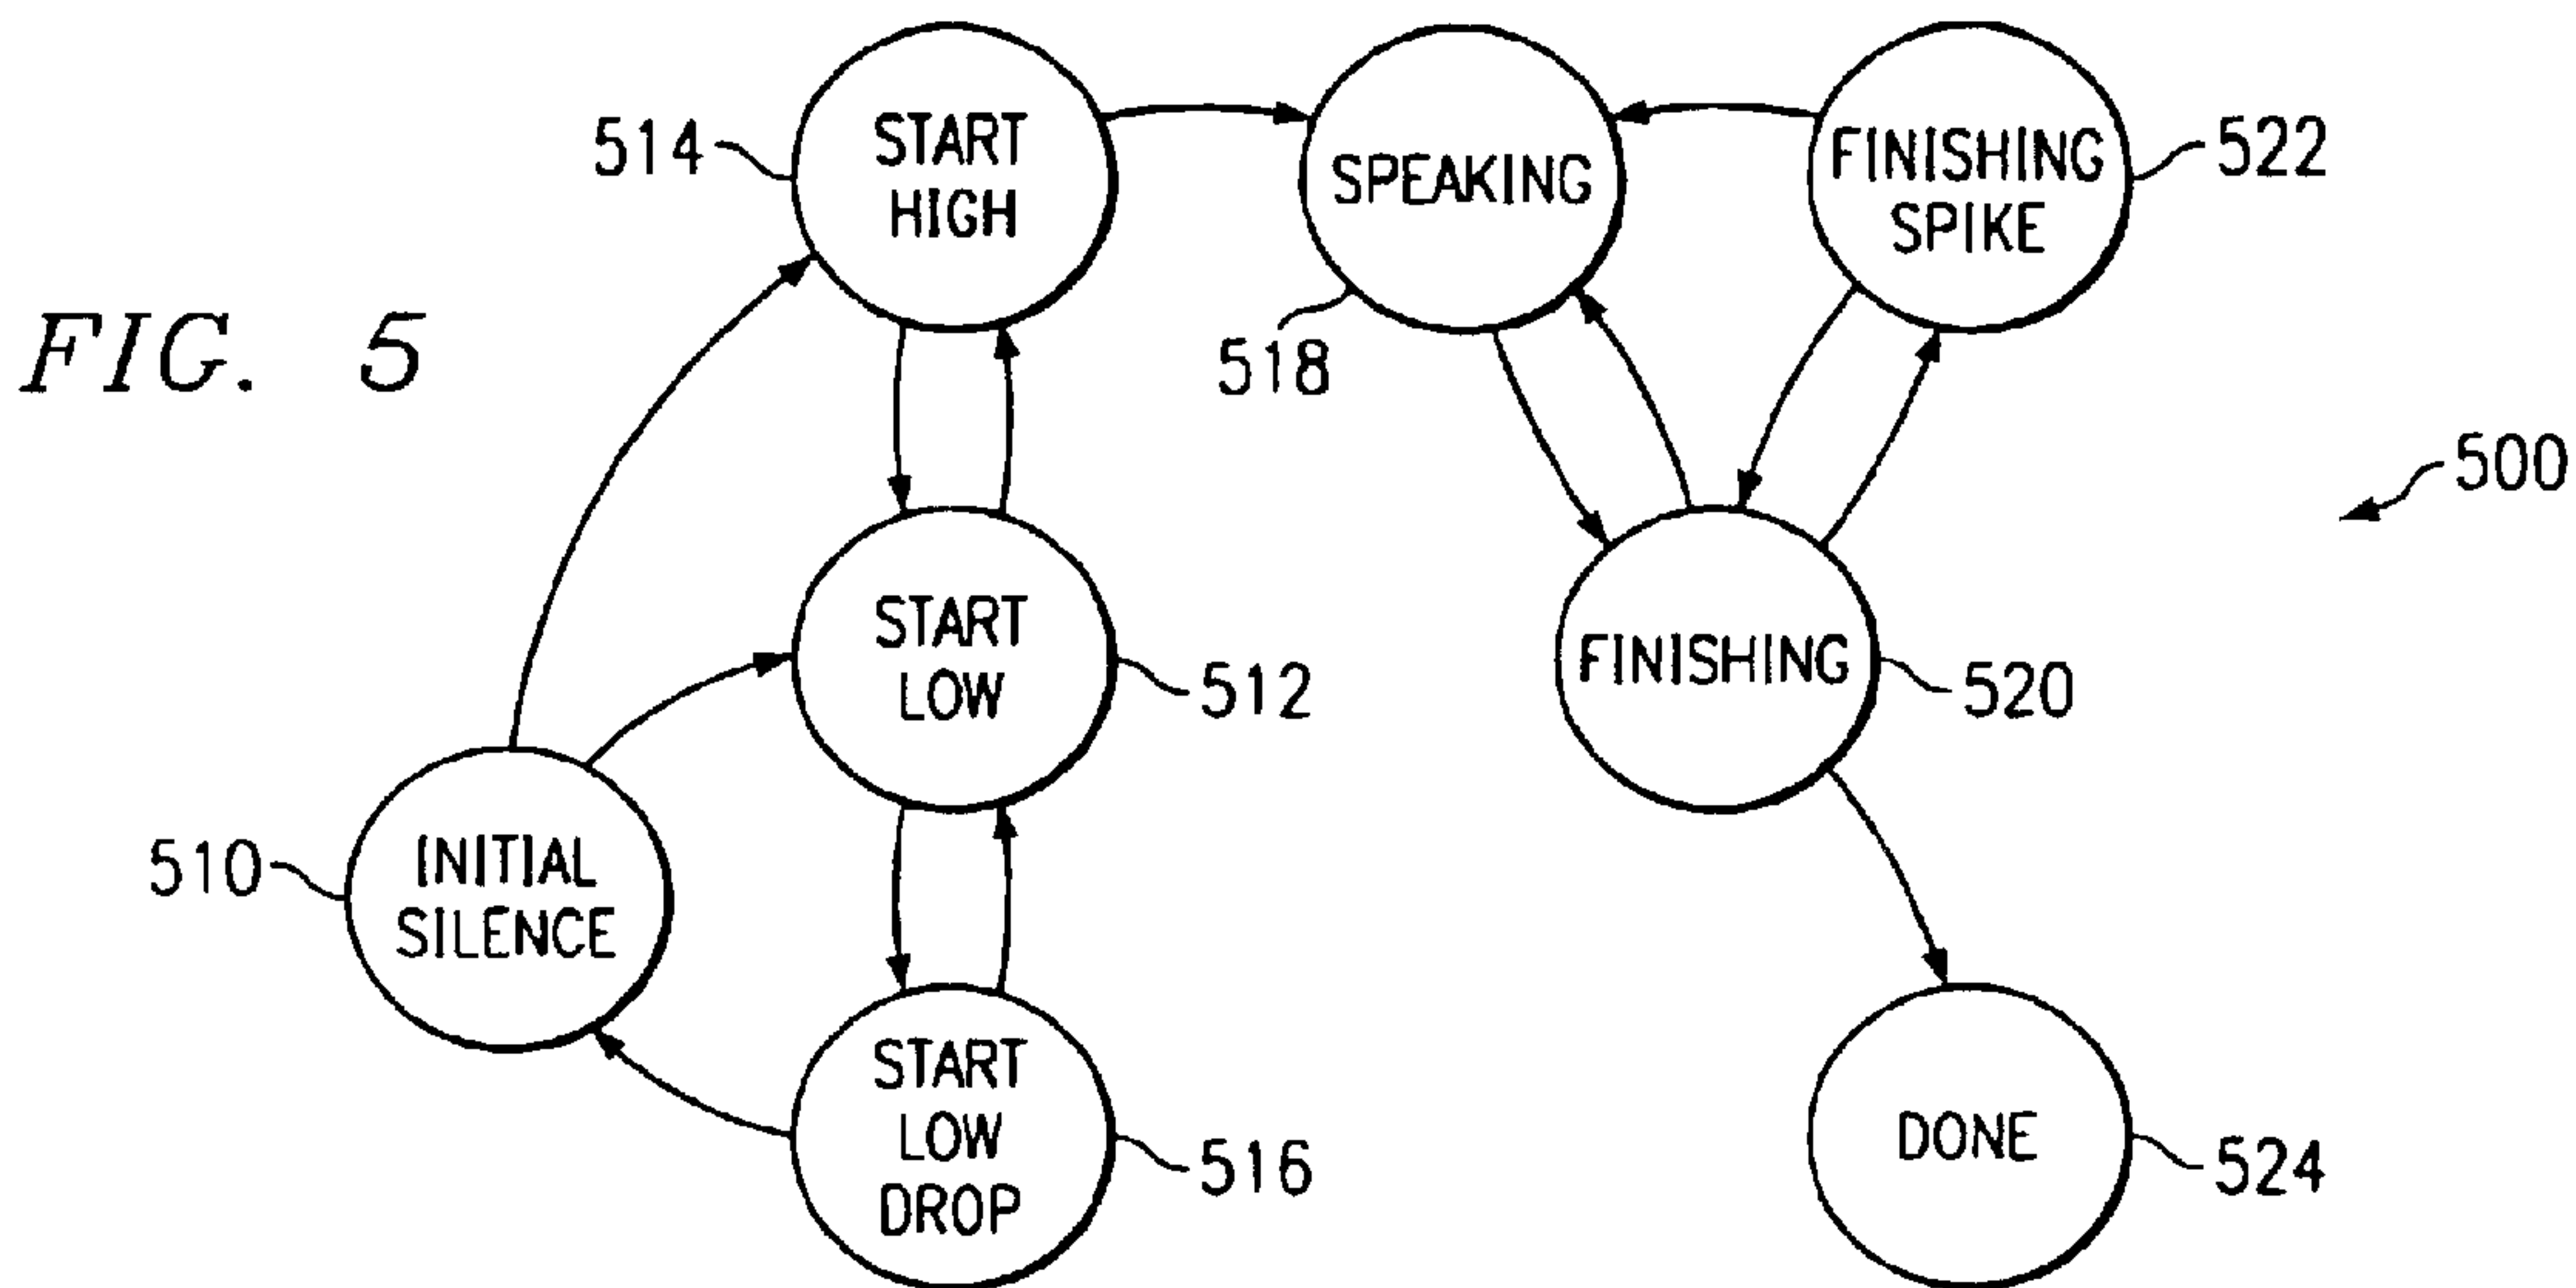 FIG. 5
514
START
HIGH
SPEAKING
518
FINISHING
SPIKE
522
500
START
LOW
512
FINISHING
520
510
INITIAL
SILENCE
START
LOW
DROP
516
DONE
524